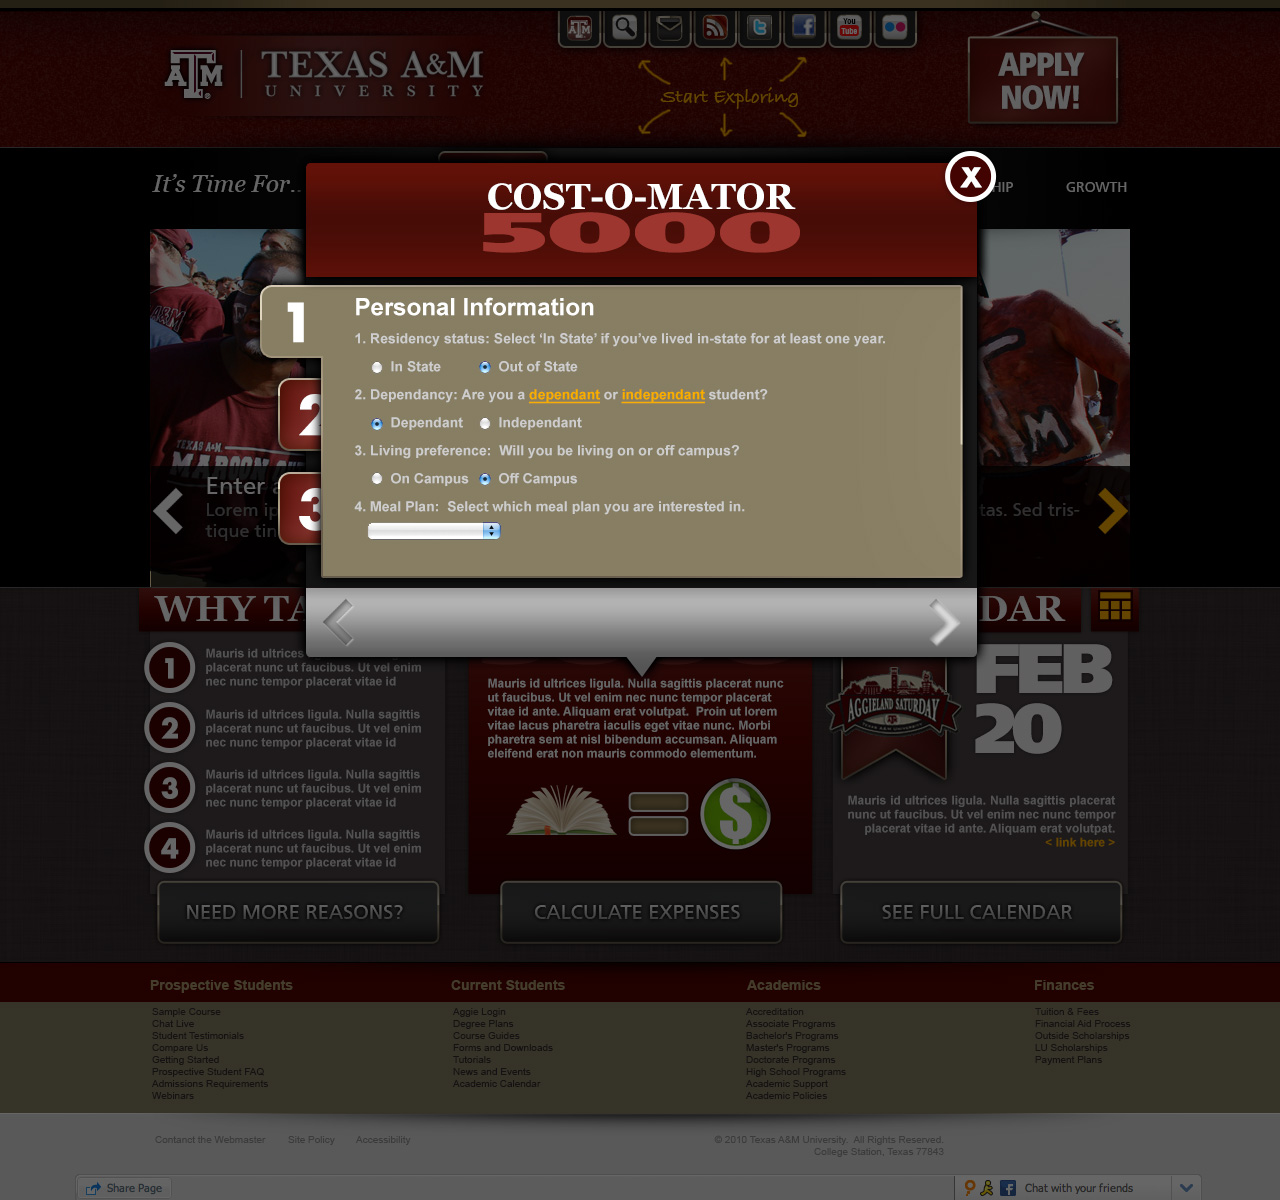 TEXAS A&M
UNIVERSITY
You
Tube
Start Exploring
APPLY
NOW!
It's Time For..
HIP
GROWTH
X
COST-O-MATOR
5000
1
Personal Information
1. Residency status: Select ‘In State’ if you’ve lived in-state for at least one year.
In State
Out of State
2. Dependancy: Are you a dependant or independant student?
Dependant
Independant
3. Living preference:  Will you be living on or off campus?
On Campus
Off Campus
4. Meal Plan:  Select which meal plan you are interested in.
2
3
TEXAS A&M
Enter a
Lorem ip
tique tin
tas. Sed tris-
WHY TA
DAR
1
Mauris id ultrices
placerat nunc ut faucibus. Ut vel enim
nec nunc tempor placerat vitae id
2
Mauris id ultrices ligula. Nulla sagittis
placerat nunc ut faucibus. Ut vel enim
nec nunc tempor placerat vitae id
3
Mauris id ultrices ligula. Nulla sagittis
placerat nunc ut faucibus. Ut vel enim
nec nunc tempor placerat vitae id
4
Mauris id ultrices ligula. Nulla sagittis
placerat nunc ut faucibus. Ut vel enim
nec nunc tempor placerat vitae id
NEED MORE REASONS?
Mauris id ultrices ligula. Nulla sagittis placerat nunc
ut faucibus. Ut vel enim nec nunc tempor placerat
vitae id ante. Aliquam erat volutpat.  Proin ut lorem
vitae lacus pharetra iaculis eget vitae nunc. Morbi
pharetra sem at nisl bibendum accumsan. Aliquam
eleifend erat non mauris commodo elementum.
$
CALCULATE EXPENSES
AGGIELAND SATURDAY
FEB
20
Mauris id ultrices ligula. Nulla sagittis placerat
nunc ut faucibus. Ut vel enim nec nunc tempor
placerat vitae id ante. Aliquam erat volutpat.
< link here >
SEE FULL CALENDAR
Prospective Students
Sample Course
Chat Live
Student Testimonials
Compare Us
Getting Started
Prospective Student FAQ
Admissions Requirements
Webinars
Current Students
Aggie Login
Degree Plans
Course Guides
Forms and Downloads
Tutorials
News and Events
Academic Calendar
Academics
Accreditation
Associate Programs
Bachelor's Programs
Master's Programs
Doctorate Programs
High School Programs
Academic Support
Academic Policies
Finances
Tuition & Fees
Financial Aid Process
Outside Scholarships
LU Scholarships
Payment Plans
Contanct the Webmaster
Site Policy
Accessibility
© 2010 Texas A&M University.  All Rights Reserved.
College Station, Texas 77843
Share Page
Chat with your friends